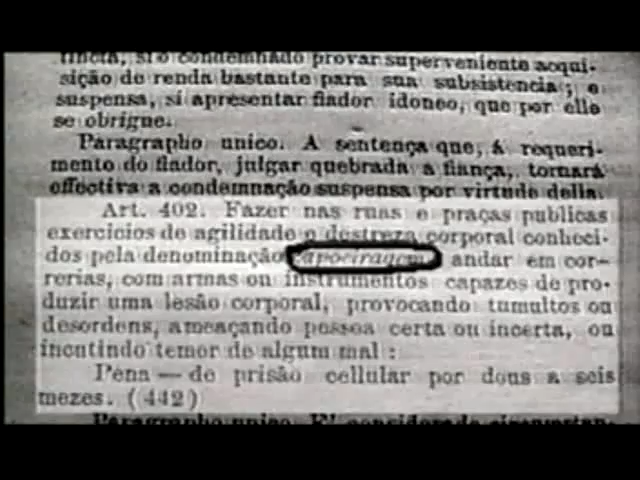 tincia, si o condemnado provar superveniente acqui-
sição de renda bastante para sua subsistencia; e
suspensa, si apresentar fiador idoneo, que por elle
se obrigue.
Paragrapho unico. A sentença que, á requeri-
mento do fiador, julgar quebrada a fiança, tornará
effectiva a condemnação suspensa por virtude della.
Art. 402. Fazer nas ruas e praças publicas
exercicios de agilidade e destreza corporal conheci-
dos pela denominação capoeiragem, andar em cor-
rerias, com armas ou instrumentos capazes de pro-
duzir uma lesão corporal, provocando tumultos ou
desordens, ameaçando pessoa certa ou incerta, ou
incutindo temor de algum mal:
Pena — de prisão cellular por dous a seis
mezes. (442)
Paragrapho unico. E' considerado circumstan-